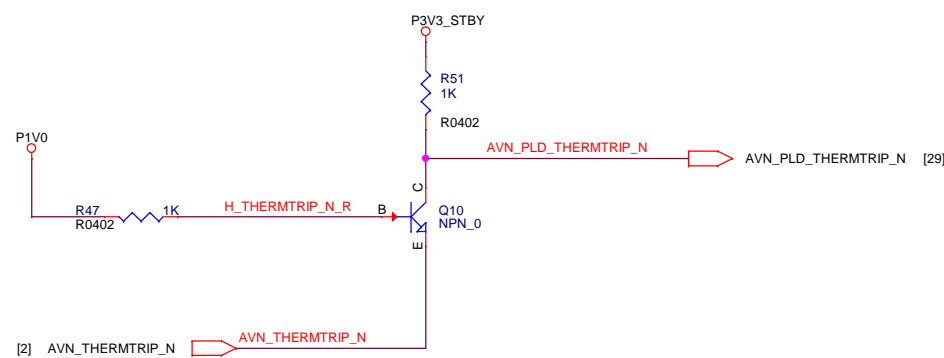 P3V3_STBY
R51
1K
R0402
P1V0
AVN_PLD_THERMTRIP_N
AVN_PLD_THERMTRIP_N [29]
R47 1K
R0402
H_THERMTRIP_N_R
B
C
Q10
NPN_0
E
AVN_THERMTRIP_N
[2] AVN_THERMTRIP_N